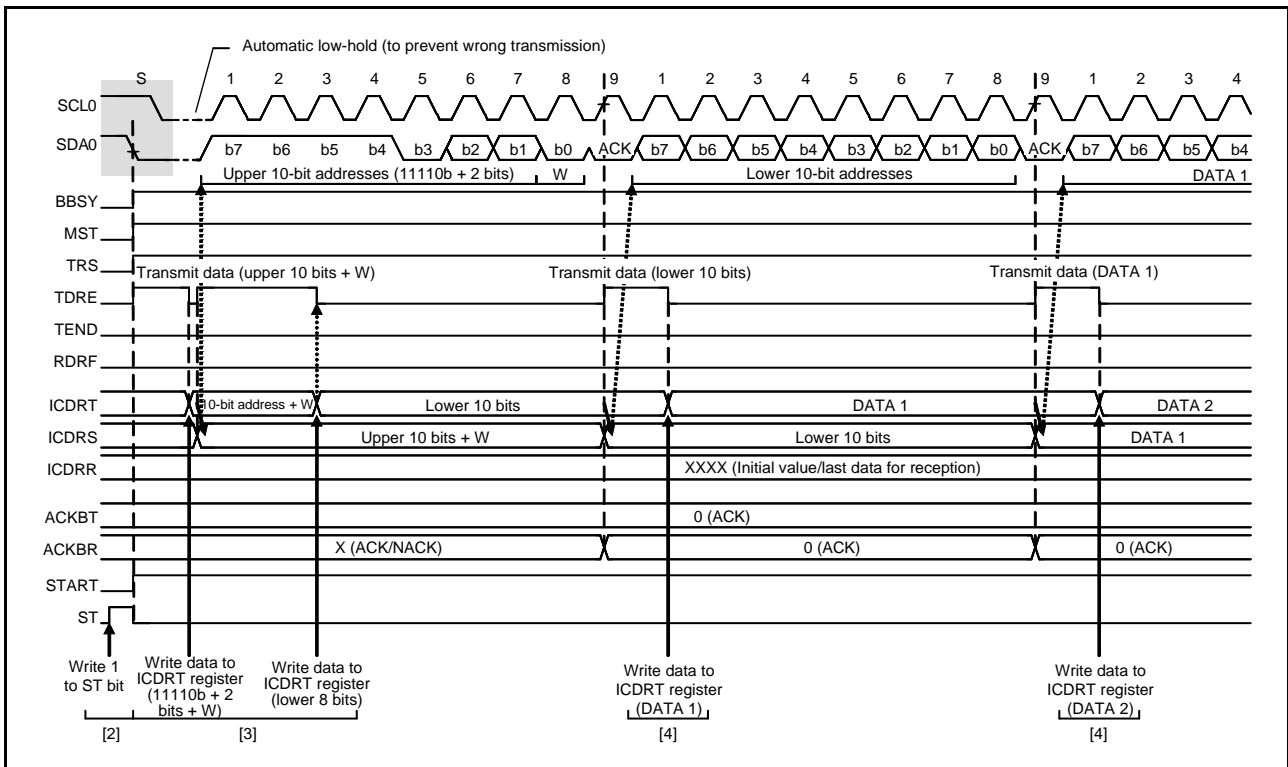 Automatic low-hold (to prevent wrong transmission)
S 1 2 3 4 5 6 7 8 9 1 2 3 4 5 6 7 8 9 1 2 3 4
SCL0
SDA0 b7 b6 b5 b4 b3 b2 b1 b0 ACK b7 b6 b5 b4 b3 b2 b1 b0 ACK b7 b6 b5 b4
Upper 10-bit addresses (11110b + 2 bits) W Lower 10-bit addresses DATA 1
BBSY
MST
TRS
Transmit data (upper 10 bits + W) Transmit data (lower 10 bits) Transmit data (DATA 1)
TDRE
TEND
RDRF
ICDRT 10-bit address + W Lower 10 bits DATA 1 DATA 2
ICDRS Upper 10 bits + W Lower 10 bits DATA 1
ICDRR XXXX (Initial value/last data for reception)
ACKBT 0 (ACK)
ACKBR X (ACK/NACK) 0 (ACK) 0 (ACK)
START
ST
Write 1
to ST bit
Write data to
ICDRT register
(11110b + 2
bits + W)
Write data to
ICDRT register
(lower 8 bits)
Write data to
ICDRT register
(DATA 1)
Write data to
ICDRT register
(DATA 2)
[2] [3] [4] [4]